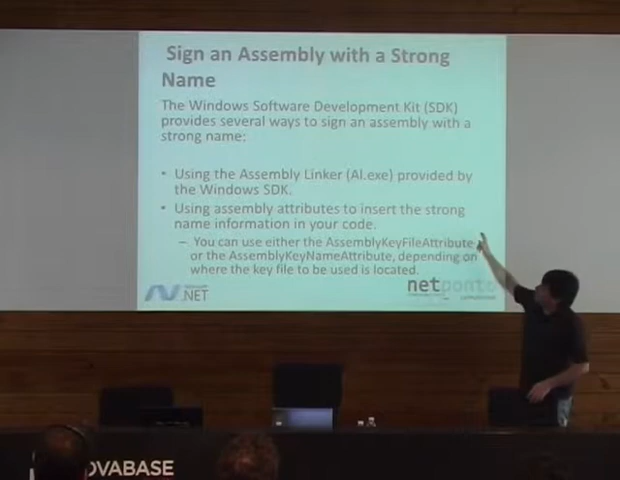 Sign an Assembly with a Strong
Name
The Windows Software Development Kit (SDK)
provides several ways to sign an assembly with a
strong name:
• Using the Assembly Linker (Al.exe) provided by
the Windows SDK.
• Using assembly attributes to insert the strong
name information in your code.
– You can use either the AssemblyKeyFileAttribute
or the AssemblyKeyNameAttribute, depending on
where the key file to be used is located.
.NET
netponto
OVABASE